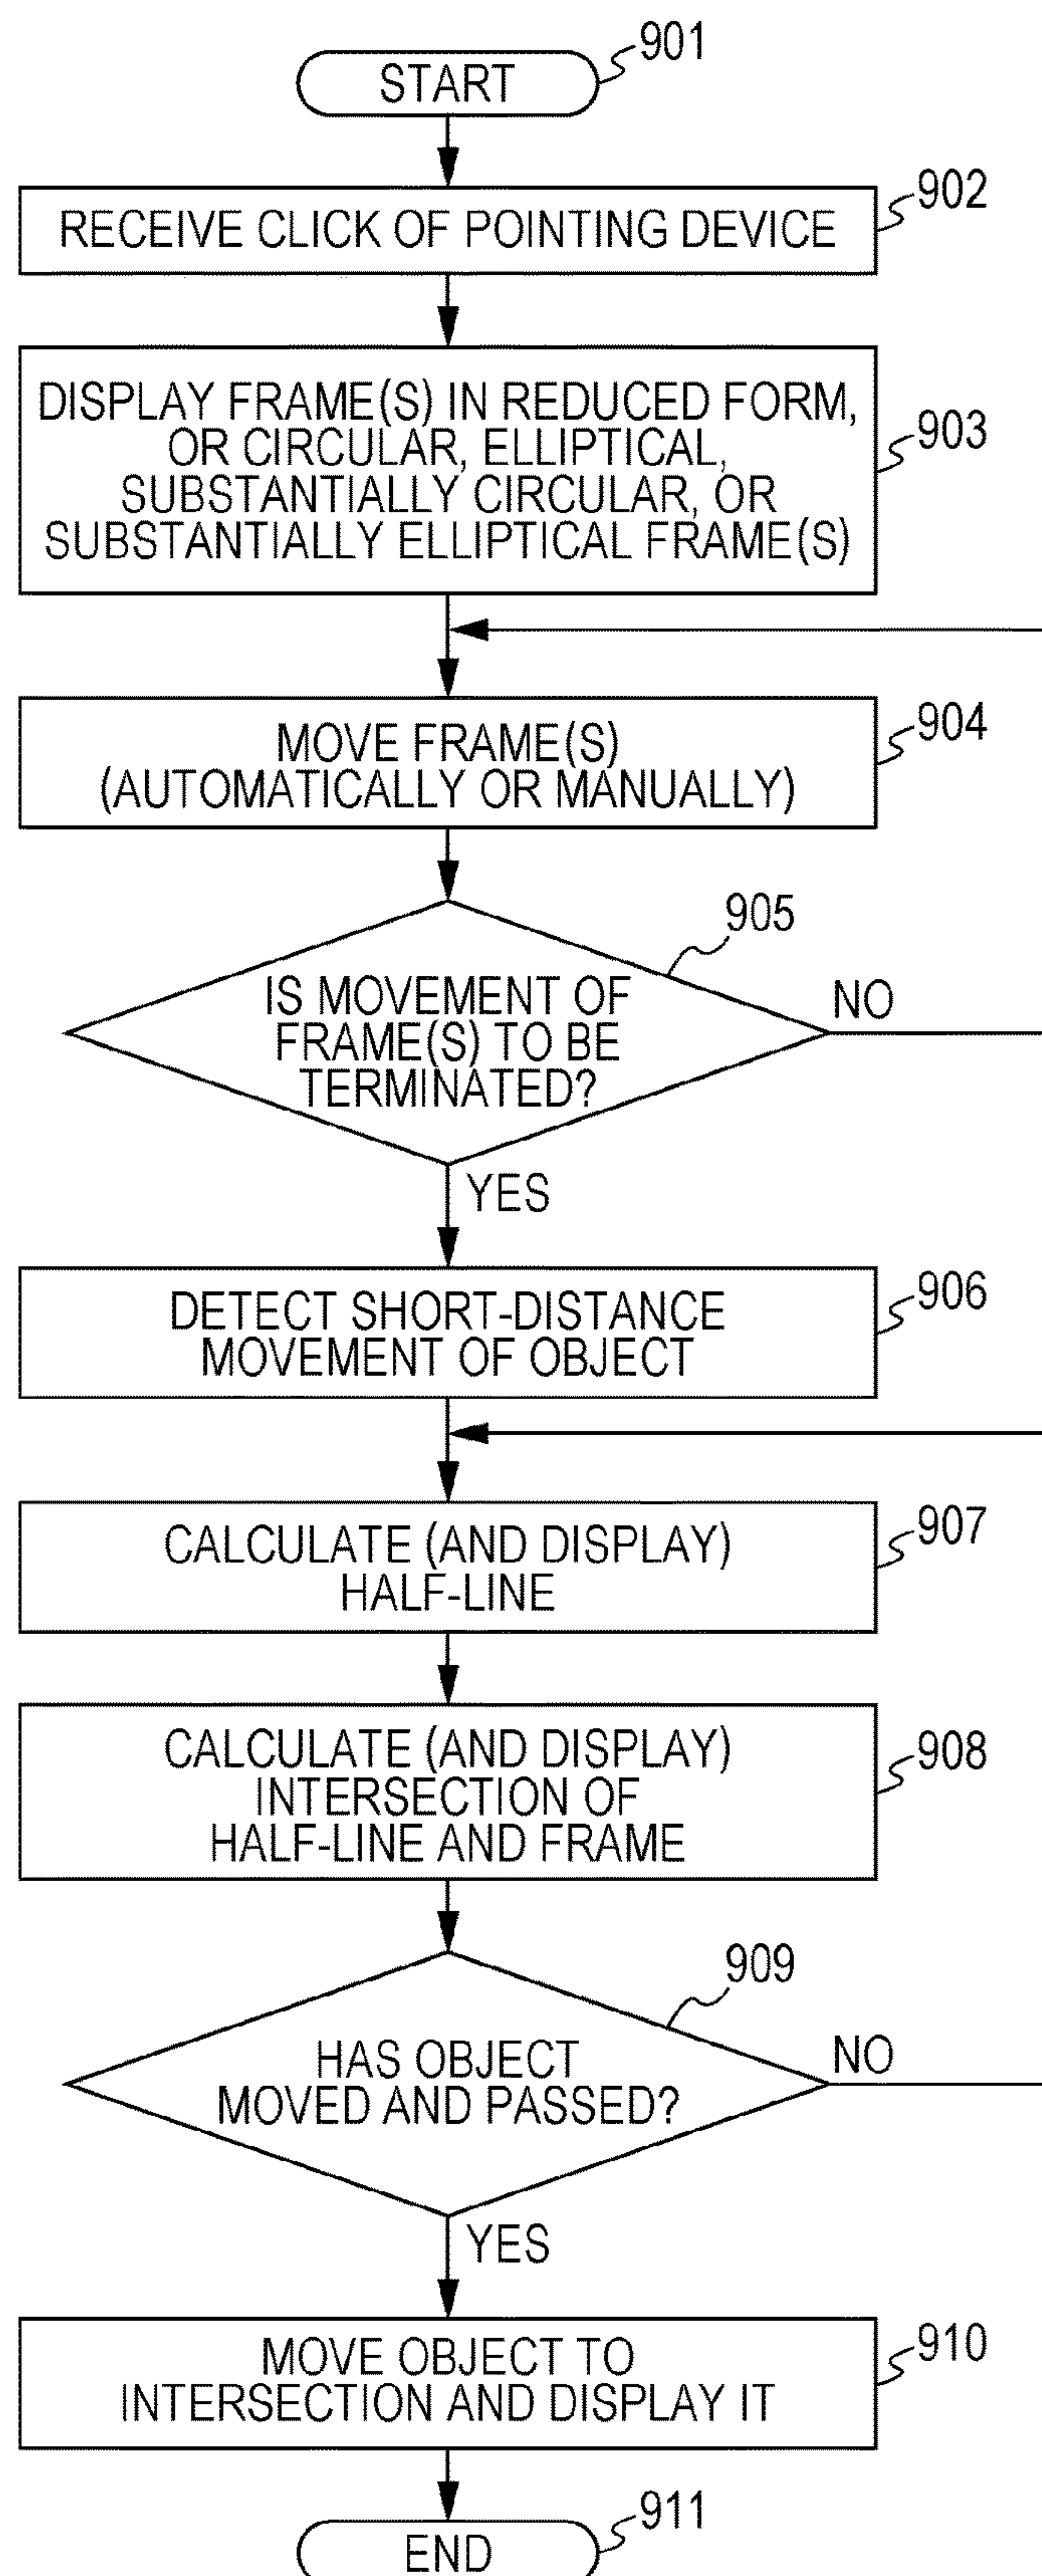 901
START
902
RECEIVE CLICK OF POINTING DEVICE
903
DISPLAY FRAME(S) IN REDUCED FORM,
OR CIRCULAR, ELLIPTICAL,
SUBSTANTIALLY CIRCULAR, OR
SUBSTANTIALLY ELLIPTICAL FRAME(S)
904
MOVE FRAME(S)
(AUTOMATICALLY OR MANUALLY)
905
IS MOVEMENT OF
FRAME(S) TO BE
TERMINATED?
NO
YES
906
DETECT SHORT-DISTANCE
MOVEMENT OF OBJECT
907
CALCULATE (AND DISPLAY)
HALF-LINE
908
CALCULATE (AND DISPLAY)
INTERSECTION OF
HALF-LINE AND FRAME
909
HAS OBJECT
MOVED AND PASSED?
NO
YES
910
MOVE OBJECT TO
INTERSECTION AND DISPLAY IT
911
END